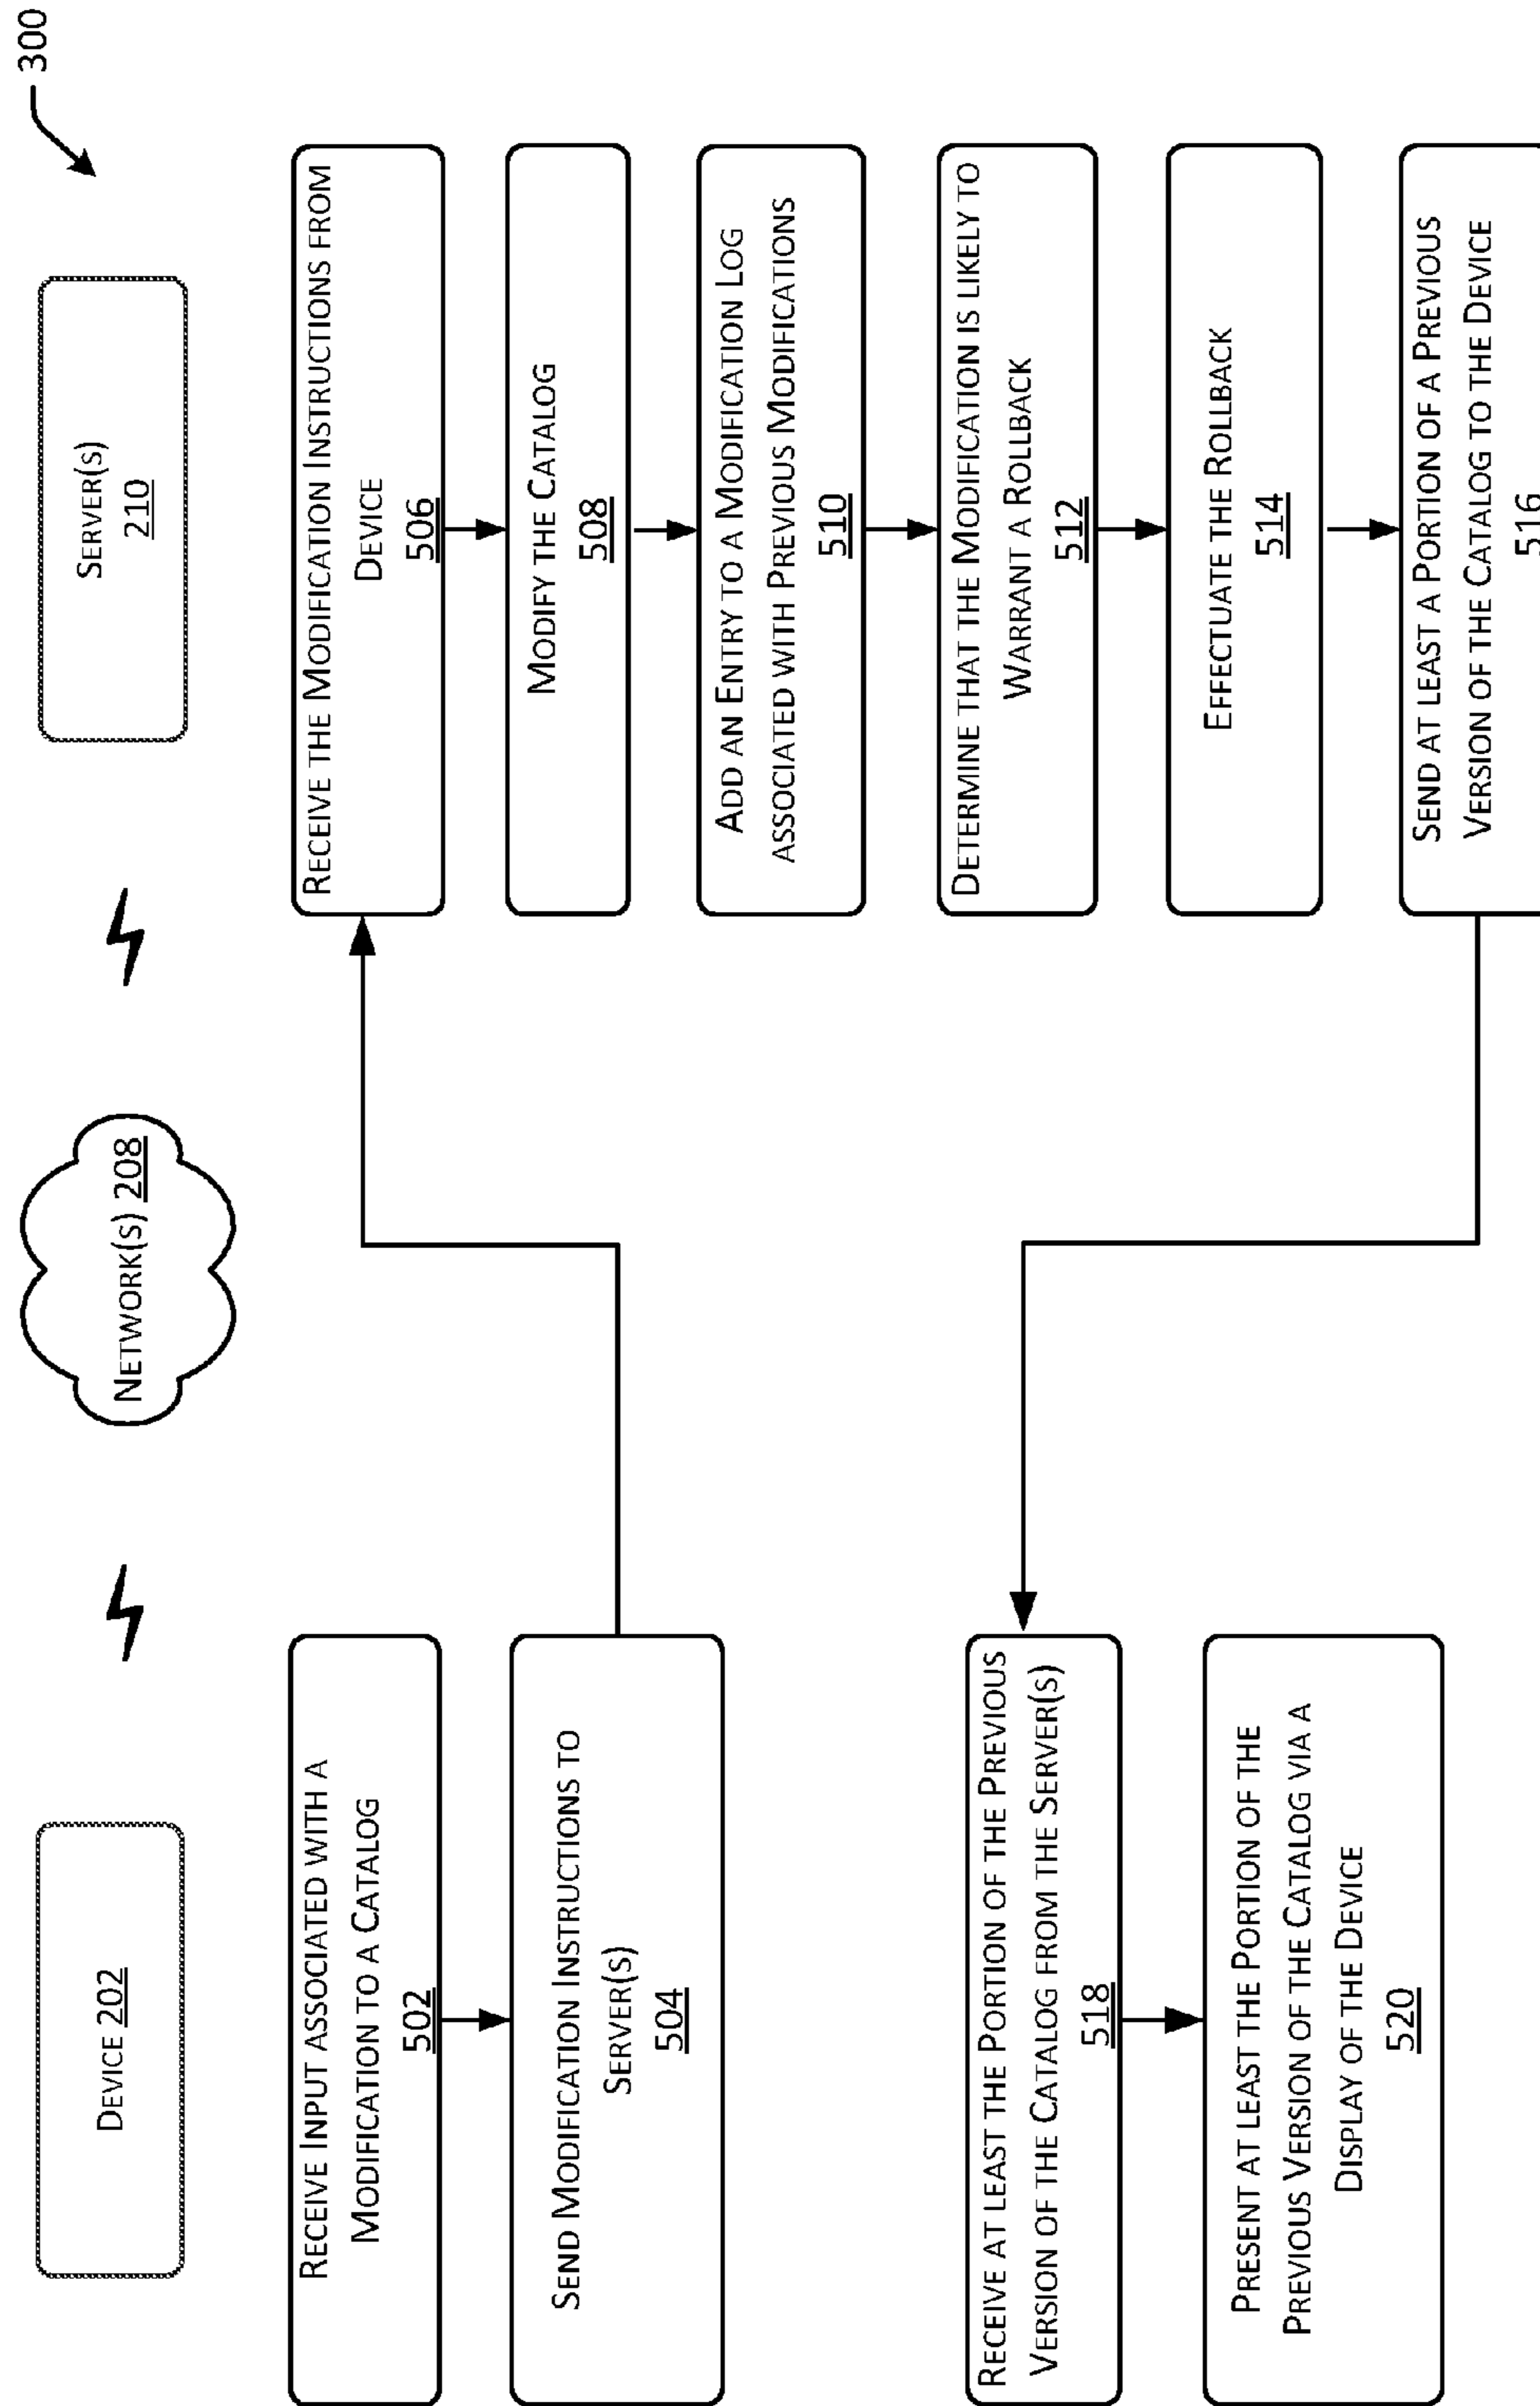 300
DEVICE 202
NETWORK(S) 208
SERVER(S)
210
RECEIVE INPUT ASSOCIATED WITH A
MODIFICATION TO A CATALOG
502
SEND MODIFICATION INSTRUCTIONS TO
SERVER(S)
504
RECEIVE THE MODIFICATION INSTRUCTIONS FROM
DEVICE
506
MODIFY THE CATALOG
508
ADD AN ENTRY TO A MODIFICATION LOG
ASSOCIATED WITH PREVIOUS MODIFICATIONS
510
DETERMINE THAT THE MODIFICATION IS LIKELY TO
WARRANT A ROLLBACK
512
EFFECTUATE THE ROLLBACK
514
SEND AT LEAST A PORTION OF A PREVIOUS
VERSION OF THE CATALOG TO THE DEVICE
516
RECEIVE AT LEAST THE PORTION OF THE PREVIOUS
VERSION OF THE CATALOG FROM THE SERVER(S)
518
PRESENT AT LEAST THE PORTION OF THE
PREVIOUS VERSION OF THE CATALOG VIA A
DISPLAY OF THE DEVICE
520